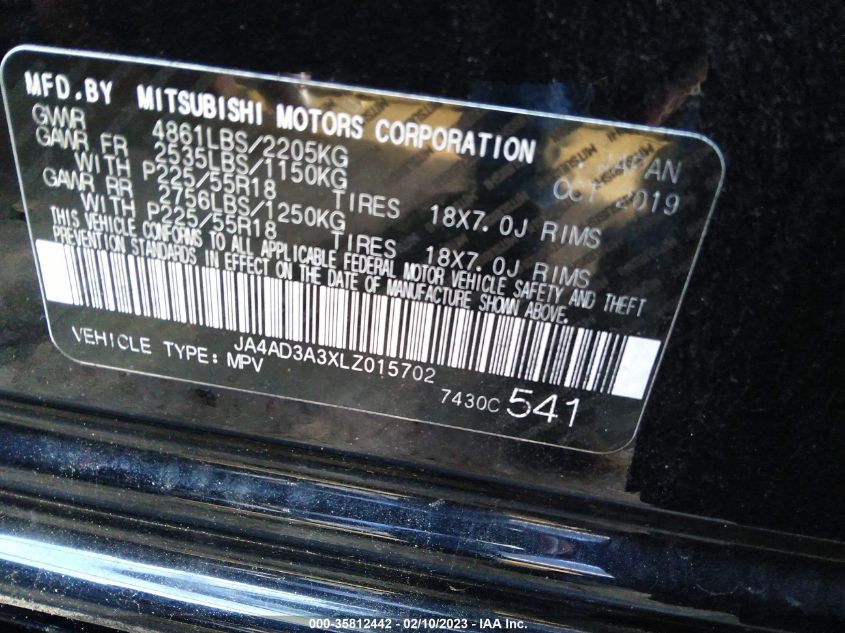 MFD.BY MITSUBISHI MOTORS CORPORATION
GVWR 4861LBS/2205KG JAPAN
GAWR FR 2535LBS/1150KG OCT 2019
WITH P225/55R18 TIRES 18X7.0J RIMS
GAWR RR 2756LBS/1250KG
WITH P225/55R18 TIRES 18X7.0J RIMS
THIS VEHICLE CONFORMS TO ALL APPLICABLE FEDERAL MOTOR VEHICLE SAFETY AND THEFT
PREVENTION STANDARDS IN EFFECT ON THE DATE OF MANUFACTURE SHOWN ABOVE.
JA4AD3A3XLZ015702
VEHICLE TYPE: MPV
7430C 541
000-35812442 - 02/10/2023 - IAA Inc.